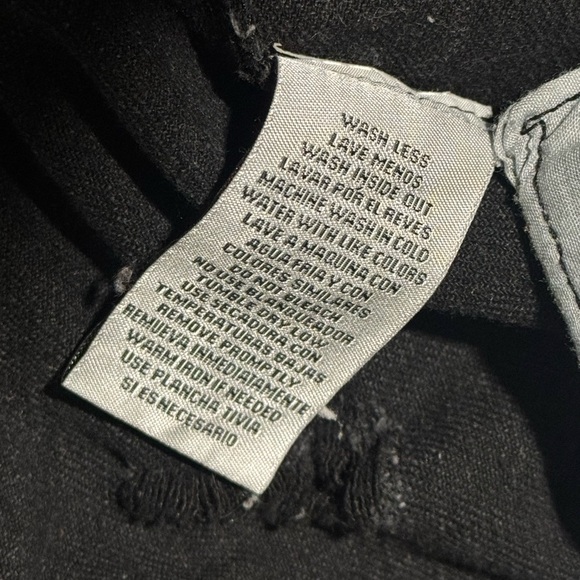 WASH LESS
LAVE MENOS
WASH INSIDE OUT
LAVAR POR EL REVES
MACHINE WASH IN COLD
WATER WITH LIKE COLORS
LAVE A MAQUINA CON
AGUA FRIA Y CON
COLORES SIMILARES
DO NOT BLEACH
NO USE BLANQUEADOR
TUMBLE DRY LOW
USE SECADORA CON
TEMPERATURAS BEJAS
REMOVE PROMPTLY
REMUEVA INMEDIATAMENTE
WARM IRON IF NEEDED
USE PLANCHA TIVIA
SI ES NECESARIO